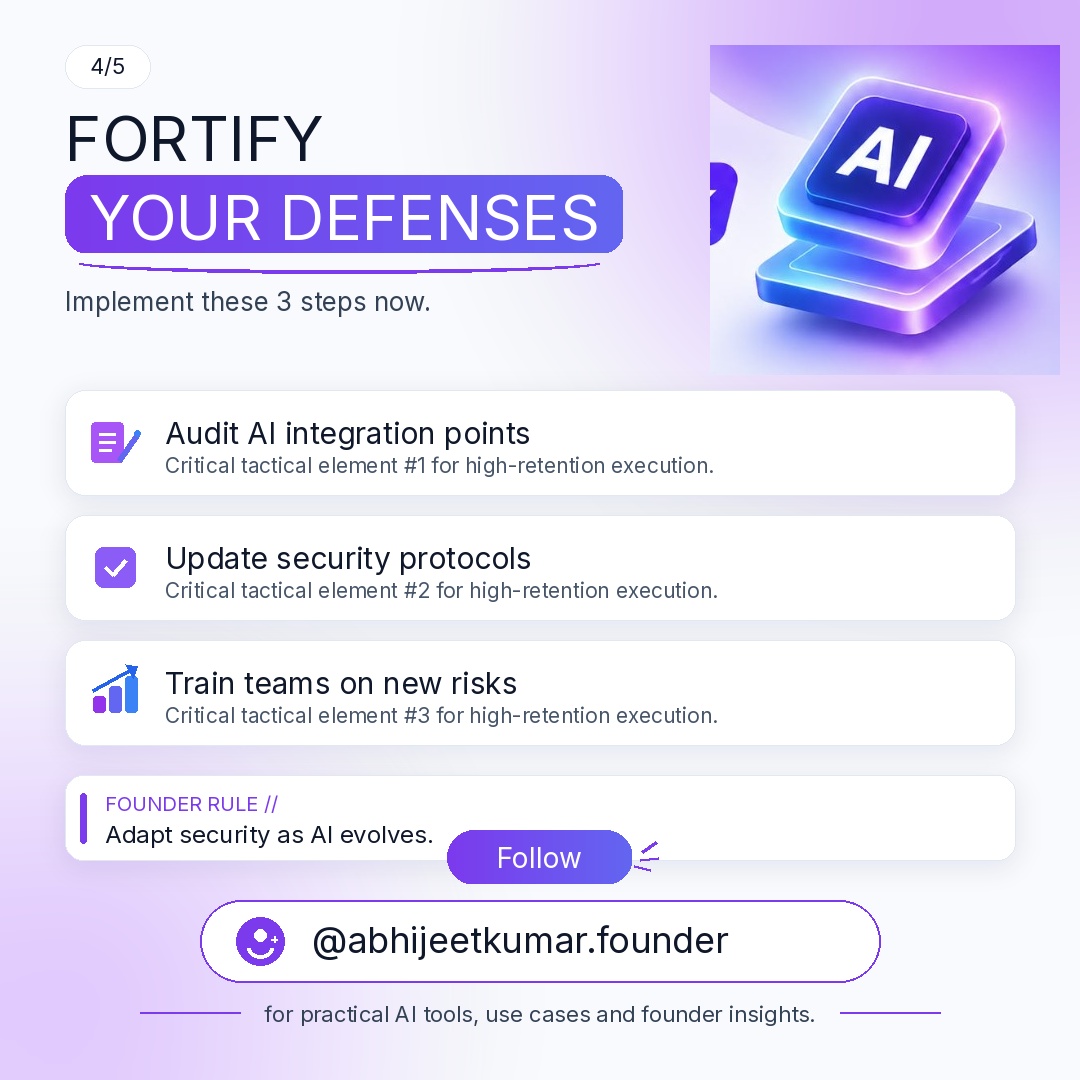 4/5
FORTIFY
YOUR DEFENSES
Implement these 3 steps now.
AI
Audit AI integration points
Critical tactical element #1 for high-retention execution.
Update security protocols
Critical tactical element #2 for high-retention execution.
Train teams on new risks
Critical tactical element #3 for high-retention execution.
FOUNDER RULE //
Adapt security as AI evolves.
Follow
@abhijeetkumar.founder
for practical AI tools, use cases and founder insights.